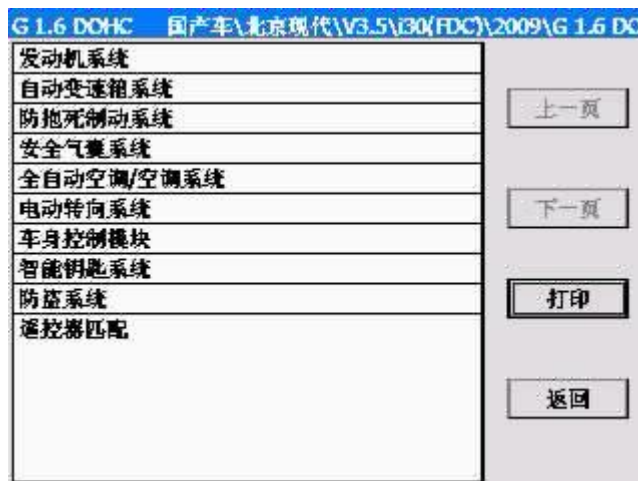 G 1.6 DOHC 国产车\北京现代\V3.5\i30(FDC)\2009\G 1.6 DC
发动机系统
自动变速箱系统
防抱死制动系统
安全气囊系统
全自动空调/空调系统
电动转向系统
车身控制模块
智能钥匙系统
防盗系统
遥控器匹配
上一页
下一页
打印
返回